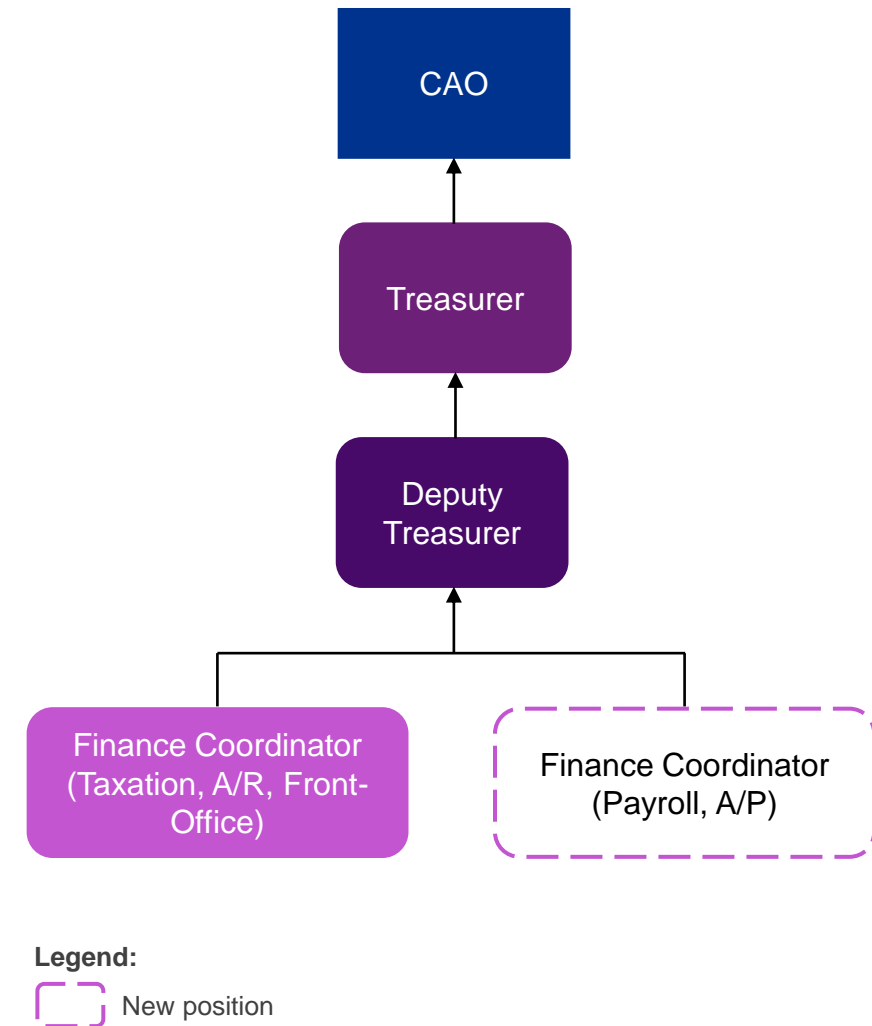 CAO
Treasurer
Deputy
Treasurer
Finance Coordinator
(Taxation, A/R, Front-
Office)
Finance Coordinator
(Payroll, A/P)
Legend:
New position